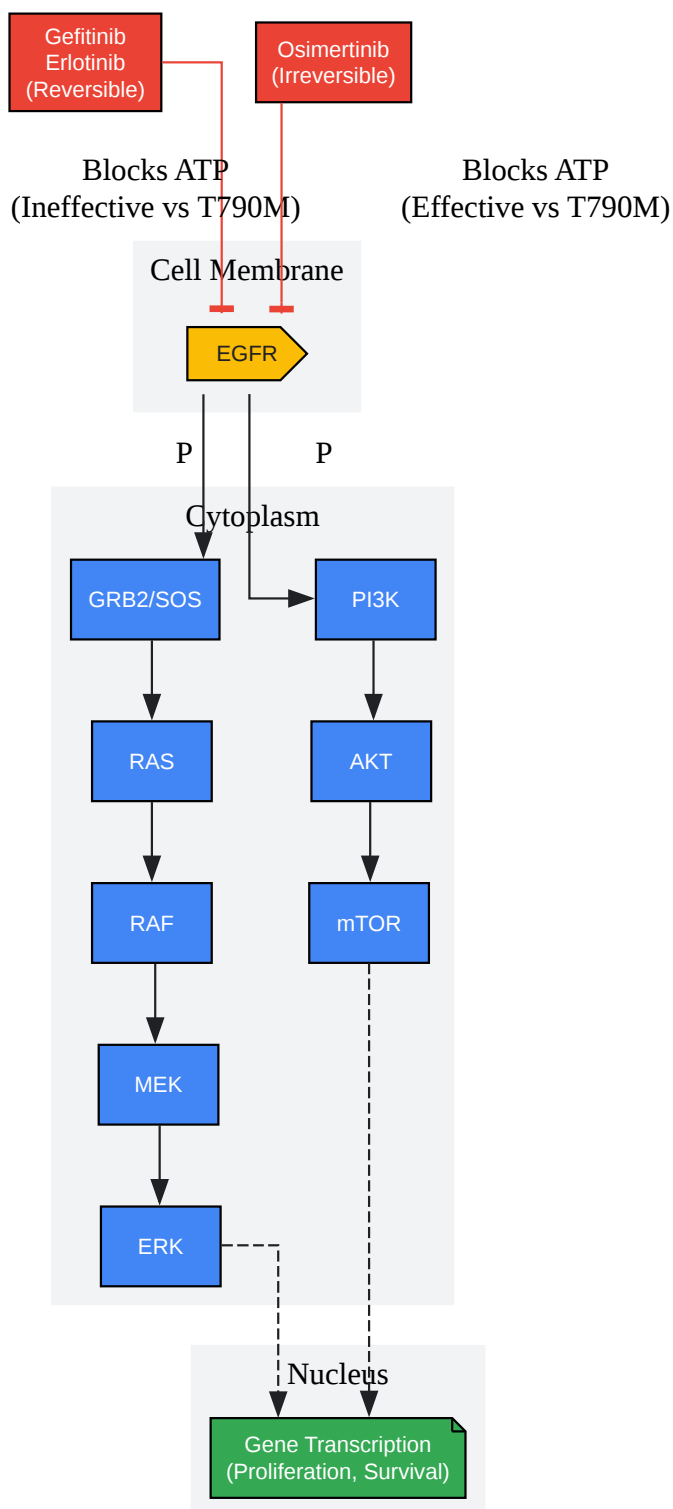 Gefitinib
Erlotinib
(Reversible)
Osimertinib
(Irreversible)
Blocks ATP
(Ineffective vs T790M)
Blocks ATP
(Effective vs T790M)
Cell Membrane
EGFR
P
P
Cytoplasm
GRB2/SOS
PI3K
RAS
AKT
RAF
mTOR
MEK
ERK
Nucleus
Gene Transcription
(Proliferation, Survival)